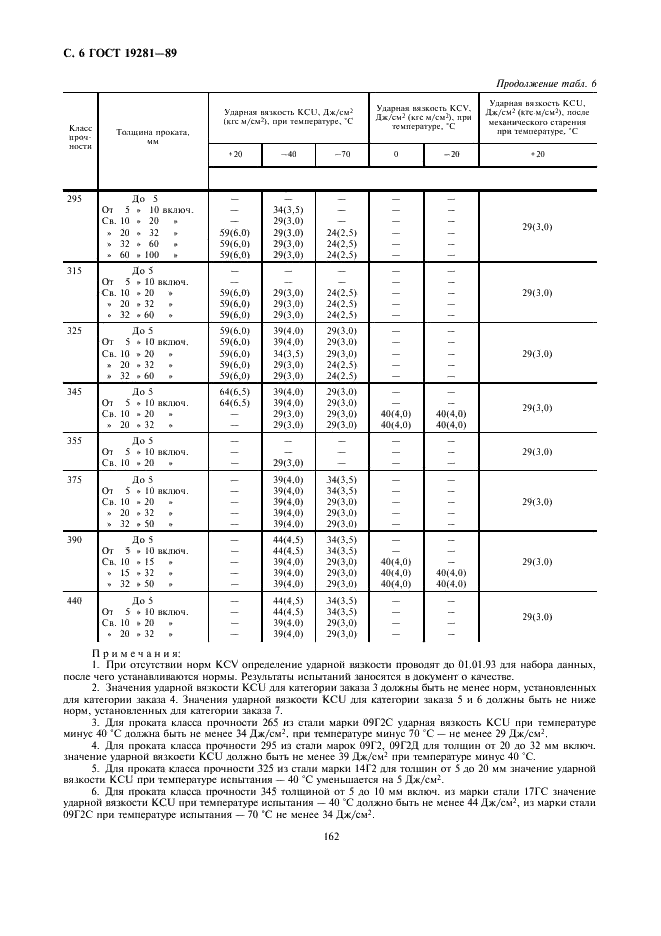 С. 6 ГОСТ 19281—89
Продолжение табл. 6
Класс проч- ности | Толщина проката, мм | Ударная вязкость KCU, Дж/см² (кгс м/см²), при температуре, °С | Ударная вязкость KCV, Дж/см² (кгс м/см²), при температуре, °С | Ударная вязкость KCU, Дж/см² (кгс·м/см²), после механического старения при температуре, °С
+20 | −40 | −70 | 0 | −20 | +20
295 | До 5 | — | — | — | — | — | 29(3,0)
От 5 » 10 включ. | — | 34(3,5) | — | — | —
Св. 10 » 20 » | — | 29(3,0) | — | — | —
» 20 » 32 » | 59(6,0) | 29(3,0) | 24(2,5) | — | —
» 32 » 60 » | 59(6,0) | 29(3,0) | 24(2,5) | — | —
» 60 » 100 » | 59(6,0) | 29(3,0) | 24(2,5) | — | —
315 | До 5 | — | — | — | — | — | 29(3,0)
От 5 » 10 включ. | — | — | — | — | —
Св. 10 » 20 » | 59(6,0) | 29(3,0) | 24(2,5) | — | —
» 20 » 32 » | 59(6,0) | 29(3,0) | 24(2,5) | — | —
» 32 » 60 » | 59(6,0) | 29(3,0) | 24(2,5) | — | —
325 | До 5 | 59(6,0) | 39(4,0) | 29(3,0) | — | — | 29(3,0)
От 5 » 10 включ. | 59(6,0) | 39(4,0) | 29(3,0) | — | —
Св. 10 » 20 » | 59(6,0) | 34(3,5) | 29(3,0) | — | —
» 20 » 32 » | 59(6,0) | 29(3,0) | 24(2,5) | — | —
» 32 » 60 » | 59(6,0) | 29(3,0) | 24(2,5) | — | —
345 | До 5 | 64(6,5) | 39(4,0) | 29(3,0) | — | — | 29(3,0)
От 5 » 10 включ. | 64(6,5) | 39(4,0) | 29(3,0) | — | —
Св. 10 » 20 » | — | 29(3,0) | 29(3,0) | 40(4,0) | 40(4,0)
» 20 » 32 » | — | 29(3,0) | 29(3,0) | 40(4,0) | 40(4,0)
355 | До 5 | — | — | — | — | — | 29(3,0)
От 5 » 10 включ. | — | — | — | — | —
Св. 10 » 20 » | — | 29(3,0) | — | — | —
375 | До 5 | — | 39(4,0) | 34(3,5) | — | — | 29(3,0)
От 5 » 10 включ. | — | 39(4,0) | 34(3,5) | — | —
Св. 10 » 20 » | — | 39(4,0) | 29(3,0) | — | —
» 20 » 32 » | — | 39(4,0) | 29(3,0) | — | —
» 32 » 50 » | — | 39(4,0) | 29(3,0) | — | —
390 | До 5 | — | 44(4,5) | 34(3,5) | — | — | 29(3,0)
От 5 » 10 включ. | — | 44(4,5) | 34(3,5) | — | —
Св. 10 » 15 » | — | 39(4,0) | 29(3,0) | 40(4,0) | —
» 15 » 32 » | — | 39(4,0) | 29(3,0) | 40(4,0) | 40(4,0)
» 32 » 50 » | — | 39(4,0) | 29(3,0) | 40(4,0) | 40(4,0)
440 | До 5 | — | 44(4,5) | 34(3,5) | — | — | 29(3,0)
От 5 » 10 включ. | — | 44(4,5) | 34(3,5) | — | —
Св. 10 » 20 » | — | 39(4,0) | 29(3,0) | — | —
» 20 » 32 » | — | 39(4,0) | 29(3,0) | — | —
Примечания:
1. При отсутствии норм KCV определение ударной вязкости проводят до 01.01.93 для набора данных,
после чего устанавливаются нормы. Результаты испытаний заносятся в документ о качестве.
2. Значения ударной вязкости KCU для категории заказа 3 должны быть не менее норм, установленных
для категории заказа 4. Значения ударной вязкости KCU для категории заказа 5 и 6 должны быть не ниже
норм, установленных для категории заказа 7.
3. Для проката класса прочности 265 из стали марки 09Г2С ударная вязкость KCU при температуре
минус 40 °С должна быть не менее 34 Дж/см², при температуре минус 70 °С — не менее 29 Дж/см².
4. Для проката класса прочности 295 из стали марок 09Г2, 09Г2Д для толщин от 20 до 32 мм включ.
значение ударной вязкости KCU должно быть не менее 39 Дж/см² при температуре минус 40 °С.
5. Для проката класса прочности 325 из стали марки 14Г2 для толщин от 5 до 20 мм значение ударной
вязкости KCU при температуре испытания — 40 °С уменьшается на 5 Дж/см².
6. Для проката класса прочности 345 толщиной от 5 до 10 мм включ. из марки стали 17ГС значение
ударной вязкости KCU при температуре испытания — 40 °С должно быть не менее 44 Дж/см², из марки стали
09Г2С при температуре испытания — 70 °С не менее 34 Дж/см².
162